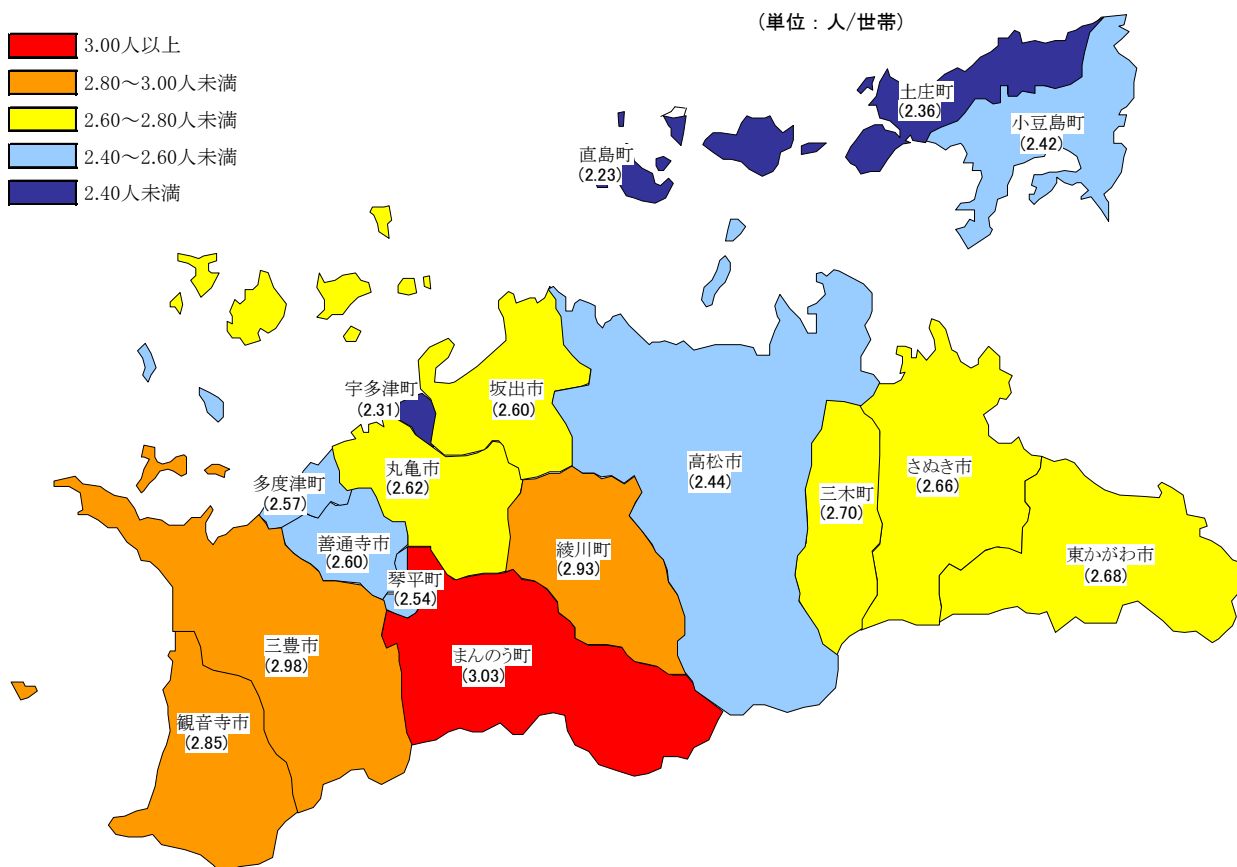 (単位：人/世帯)
3.00人以上
2.80～3.00人未満
2.60～2.80人未満
2.40～2.60人未満
2.40人未満
土庄町
(2.36)
小豆島町
(2.42)
直島町
(2.23)
宇多津町
(2.31)
坂出市
(2.60)
丸亀市
(2.62)
高松市
(2.44)
さぬき市
(2.66)
三木町
(2.70)
多度津町
(2.57)
善通寺市
(2.60)
綾川町
(2.93)
東かがわ市
(2.68)
琴平町
(2.54)
三豊市
(2.98)
まんのう町
(3.03)
観音寺市
(2.85)